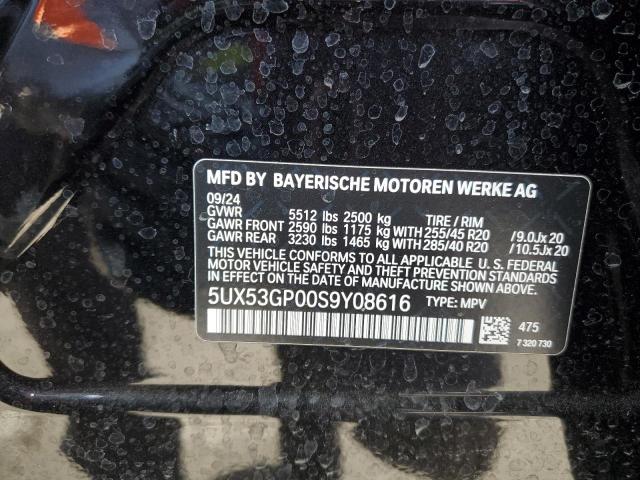 MFD BY BAYERISCHE MOTOREN WERKE AG
09/24
GVWR 5512 lbs 2500 kg TIRE / RIM
GAWR FRONT 2590 lbs 1175 kg WITH 255/45 R20 /9.0Jx20
GAWR REAR 3230 lbs 1465 kg WITH 285/40 R20 /10.5Jx20
THIS VEHICLE CONFORMS TO ALL APPLICABLE U.S. FEDERAL
MOTOR VEHICLE SAFETY AND THEFT PREVENTION STANDARDS
IN EFFECT ON THE DATE OF MANUFACTURE SHOWN ABOVE.
5UX53GP00S9Y08616 TYPE: MPV
475
7 320 730